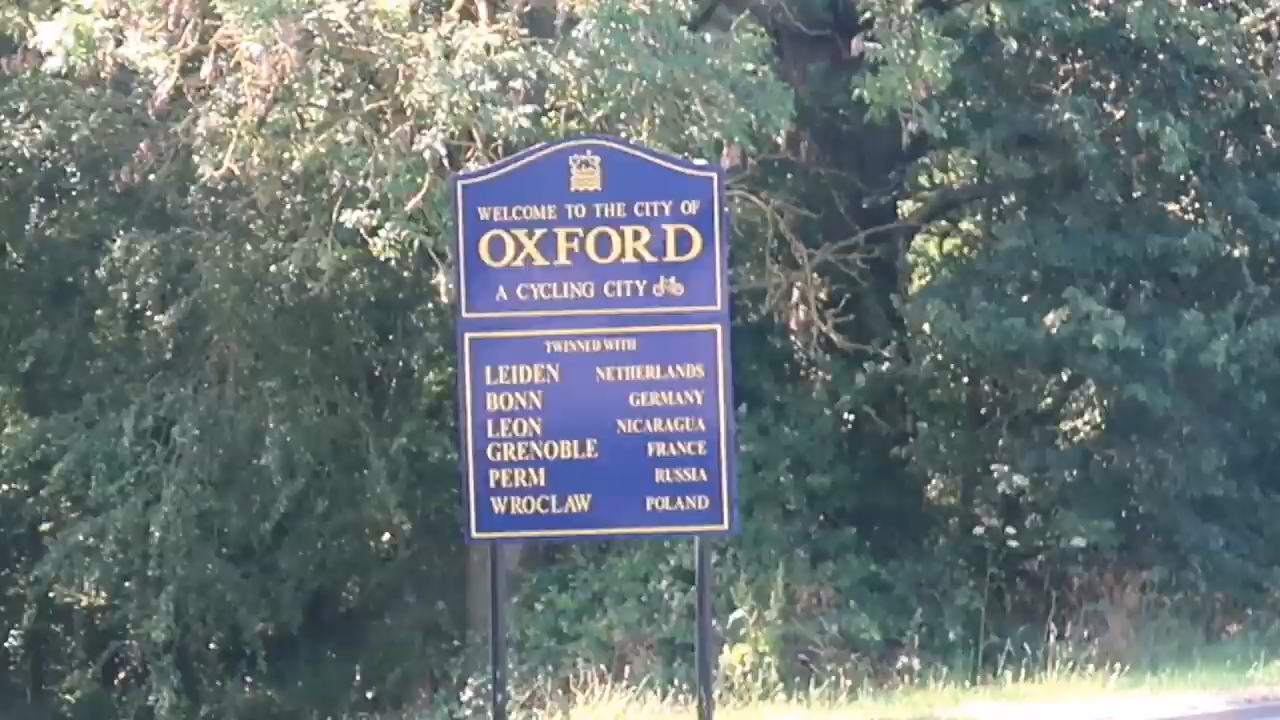 WELCOME TO THE CITY OF
OXFORD
A CYCLING CITY
TWINNED WITH
LEIDEN NETHERLANDS
BONN GERMANY
LEON NICARAGUA
GRENOBLE FRANCE
PERM RUSSIA
WROCLAW POLAND